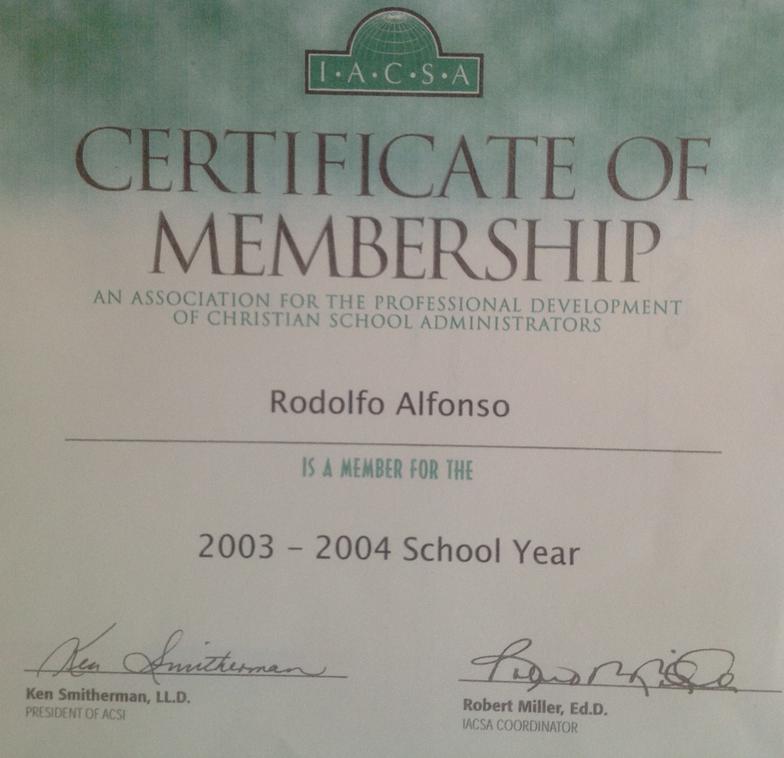 I·A·C·S·A
CERTIFICATE OF
MEMBERSHIP
AN ASSOCIATION FOR THE PROFESSIONAL DEVELOPMENT
OF CHRISTIAN SCHOOL ADMINISTRATORS
Rodolfo Alfonso
IS A MEMBER FOR THE
2003 – 2004 School Year
Ken Smitherman
Ken Smitherman, LL.D.
PRESIDENT OF ACSI
Robert Miller, Ed.D.
IACSA COORDINATOR